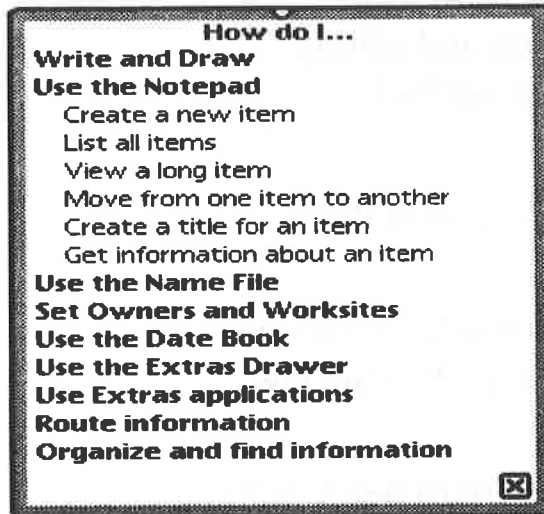 How do I...
Write and Draw
Use the Notepad
Create a new item
List all items
View a long item
Move from one item to another
Create a title for an item
Get information about an item
Use the Name File
Set Owners and Worksites
Use the Date Book
Use the Extras Drawer
Use Extras applications
Route information
Organize and find information